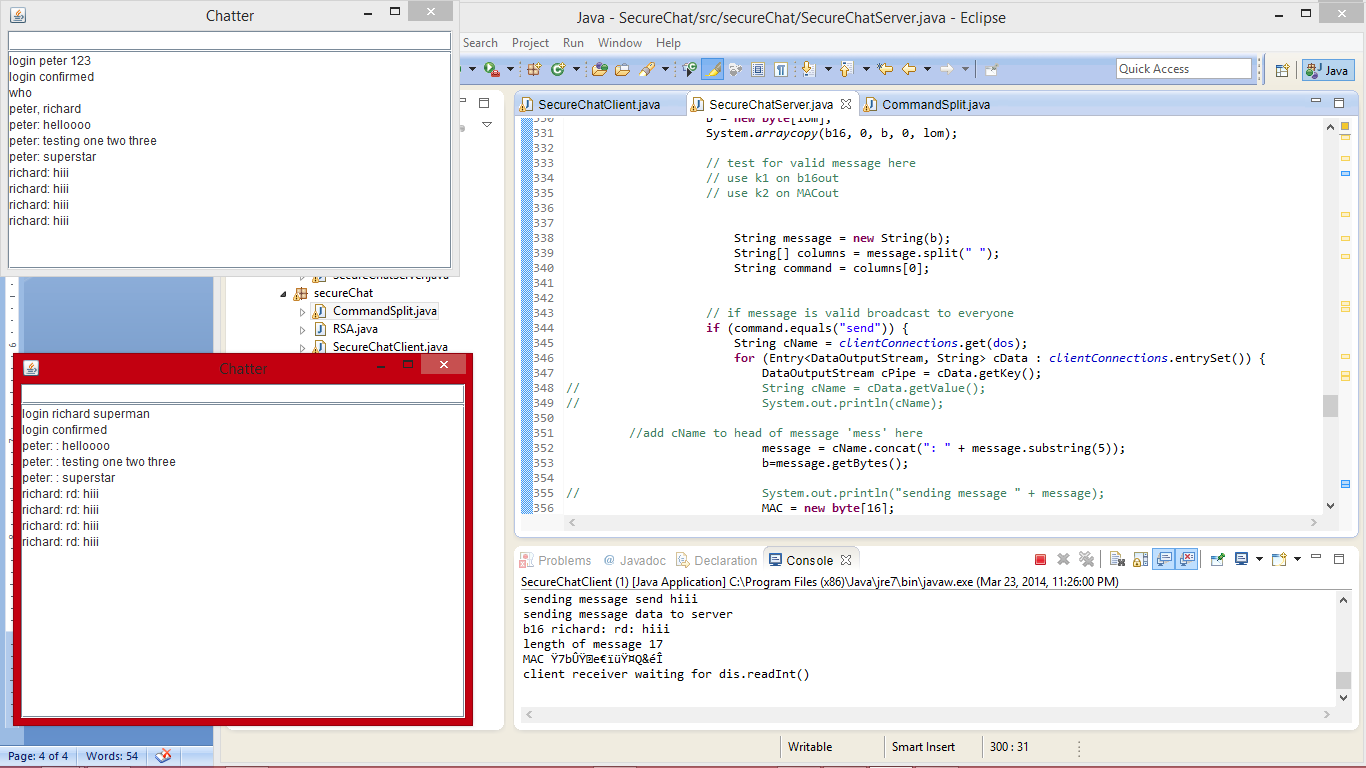 Chatter
login peter 123
login confirmed
who
peter, richard
peter: helloooo
peter: testing one two three
peter: superstar
richard: hiii
richard: hiii
richard: hiii
richard: hiii
Java - SecureChat/src/secureChat/SecureChatServer.java - Eclipse
Search Project Run Window Help
Quick Access
Java
secureChat
CommandSplit.java
RSA.java
SecureChatClient.java
Chatter
login richard superman
login confirmed
peter: : helloooo
peter: : testing one two three
peter: : superstar
richard: rd: hiii
richard: rd: hiii
richard: rd: hiii
richard: rd: hiii
Page: 4 of 4 Words: 54
SecureChatClient.java SecureChatServer.java CommandSplit.java
330 b = new byte[lom];
331 System.arraycopy(b16, 0, b, 0, lom);
332
333 // test for valid message here
334 // use k1 on b16out
335 // use k2 on MACout
336
337
338 String message = new String(b);
339 String[] columns = message.split(" ");
340 String command = columns[0];
341
342
343 // if message is valid broadcast to everyone
344 if (command.equals("send")) {
345 String cName = clientConnections.get(dos);
346 for (Entry<DataOutputStream, String> cData : clientConnections.entrySet()) {
347 DataOutputStream cPipe = cData.getKey();
348 // String cName = cData.getValue();
349 // System.out.println(cName);
350
351 //add cName to head of message 'mess' here
352 message = cName.concat(": " + message.substring(5));
353 b=message.getBytes();
354
355 // System.out.println("sending message " + message);
356 MAC = new byte[16];
Problems @ Javadoc Declaration Console
SecureChatClient (1) [Java Application] C:\Program Files (x86)\Java\jre7\bin\javaw.exe (Mar 23, 2014, 11:26:00 PM)
sending message send hiii
sending message data to server
b16 richard: rd: hiii
length of message 17
MAC
client receiver waiting for dis.readInt()
Writable Smart Insert 300 : 31